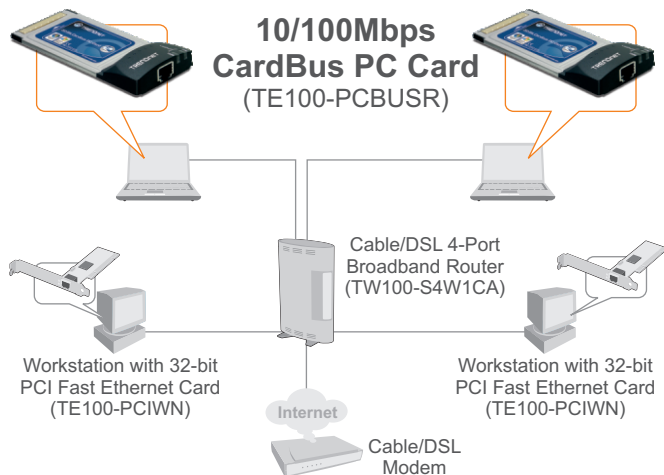 10/100Mbps
CardBus PC Card
(TE100-PCBUSR)
TRENDNET
TRENDNET
Cable/DSL 4-Port
Broadband Router
(TW100-S4W1CA)
Workstation with 32-bit
PCI Fast Ethernet Card
(TE100-PCIWN)
Workstation with 32-bit
PCI Fast Ethernet Card
(TE100-PCIWN)
Internet
Cable/DSL
Modem